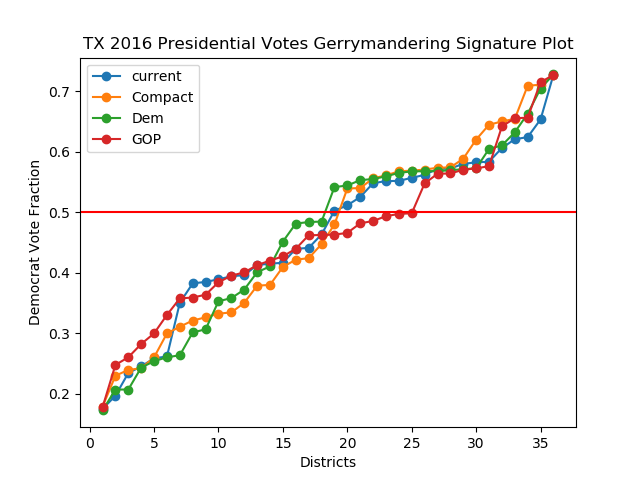 TX 2016 Presidential Votes Gerrymandering Signature Plot
current
Compact
Dem
GOP
Democrat Vote Fraction
0.7
0.6
0.5
0.4
0.3
0.2
0 5 10 15 20 25 30 35
Districts